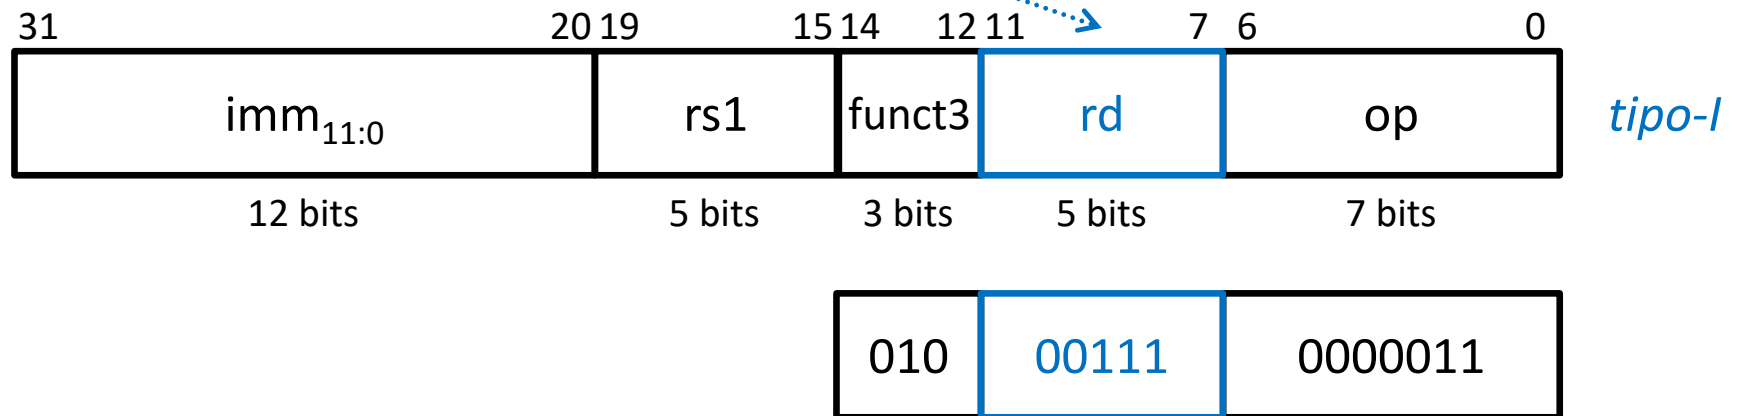 31 20 19 15 14 12 11 7 6 0
imm11:0 rs1 funct3 rd op tipo-I
12 bits 5 bits 3 bits 5 bits 7 bits
010 00111 0000011